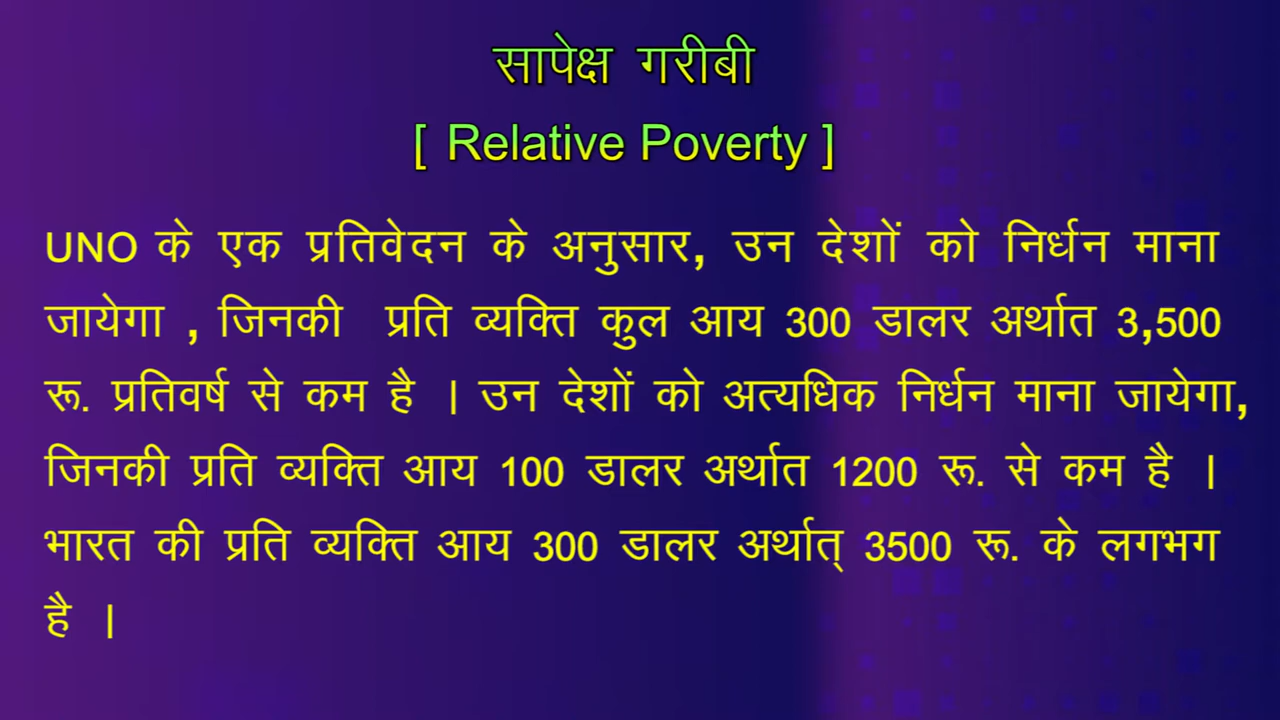 सापेक्ष गरीबी
[ Relative Poverty ]
UNO के एक प्रतिवेदन के अनुसार, उन देशों को निर्धन माना
जायेगा , जिनकी प्रति व्यक्ति कुल आय 300 डालर अर्थात 3,500
रू. प्रतिवर्ष से कम है । उन देशों को अत्यधिक निर्धन माना जायेगा,
जिनकी प्रति व्यक्ति आय 100 डालर अर्थात 1200 रू. से कम है ।
भारत की प्रति व्यक्ति आय 300 डालर अर्थात् 3500 रू. के लगभग
है ।